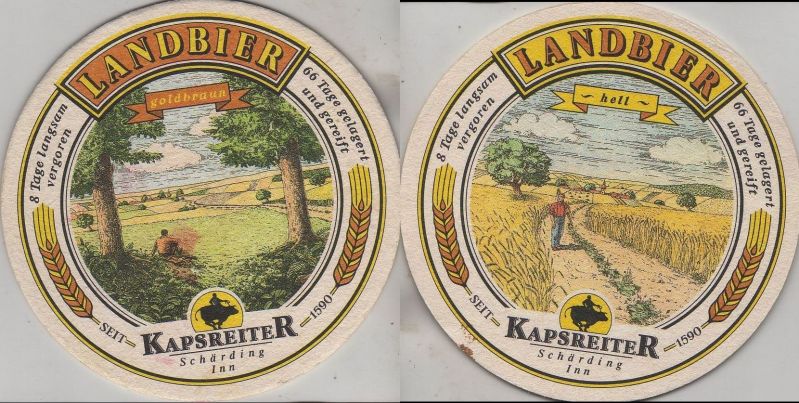 LANDBIER
goldbraun
8 Tage langsam
vergoren
66 Tage gelagert
und gereift
SEIT
1590
KAPSREITER
Schärding
Inn
LANDBIER
hell
8 Tage langsam
vergoren
66 Tage gelagert
und gereift
SEIT
1590
KAPSREITER
Schärding
Inn